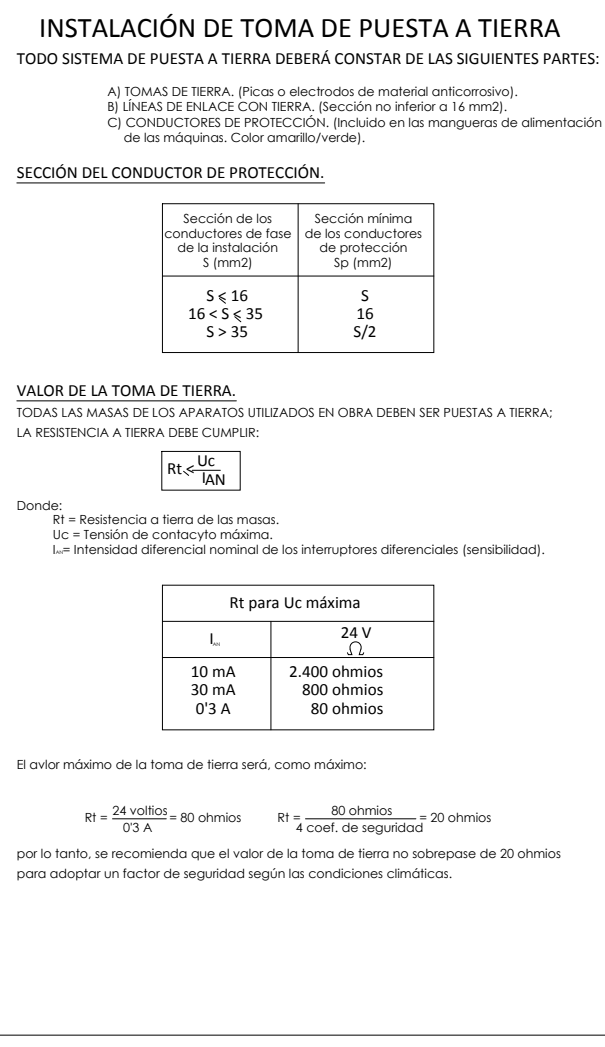 INSTALACIÓN DE TOMA DE PUESTA A TIERRA
TODO SISTEMA DE PUESTA A TIERRA DEBERÁ CONSTAR DE LAS SIGUIENTES PARTES:
A) TOMAS DE TIERRA. (Picas o electrodos de material anticorrosivo).
B) LÍNEAS DE ENLACE CON TIERRA. (Sección no inferior a 16 mm2).
C) CONDUCTORES DE PROTECCIÓN. (Incluido en las mangueras de alimentación
de las máquinas. Color amarillo/verde).
SECCIÓN DEL CONDUCTOR DE PROTECCIÓN.
Sección de los conductores de fase de la instalación S (mm2) Sección mínima de los conductores de protección Sp (mm2)
S ⩽ 16 S
16 < S ⩽ 35 16
S > 35 S/2
VALOR DE LA TOMA DE TIERRA.
TODAS LAS MASAS DE LOS APARATOS UTILIZADOS EN OBRA DEBEN SER PUESTAS A TIERRA;
LA RESISTENCIA A TIERRA DEBE CUMPLIR:
Rt ⩽ Uc / IAN
Donde:
Rt = Resistencia a tierra de las masas.
Uc = Tensión de contacyto máxima.
IAN= Intensidad diferencial nominal de los interruptores diferenciales (sensibilidad).
Rt para Uc máxima
IAN 24 V
Ω
10 mA 2.400 ohmios
30 mA 800 ohmios
0'3 A 80 ohmios
El avlor máximo de la toma de tierra será, como máximo:
Rt = 24 voltios / 0'3 A = 80 ohmios Rt = 80 ohmios / 4 coef. de seguridad = 20 ohmios
por lo tanto, se recomienda que el valor de la toma de tierra no sobrepase de 20 ohmios
para adoptar un factor de seguridad según las condiciones climáticas.